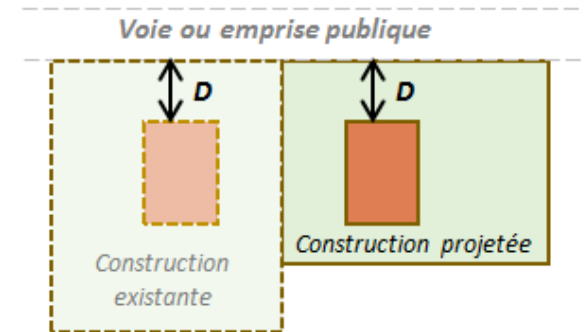 Voie ou emprise publique
D
D
Construction projetée
Construction
existante